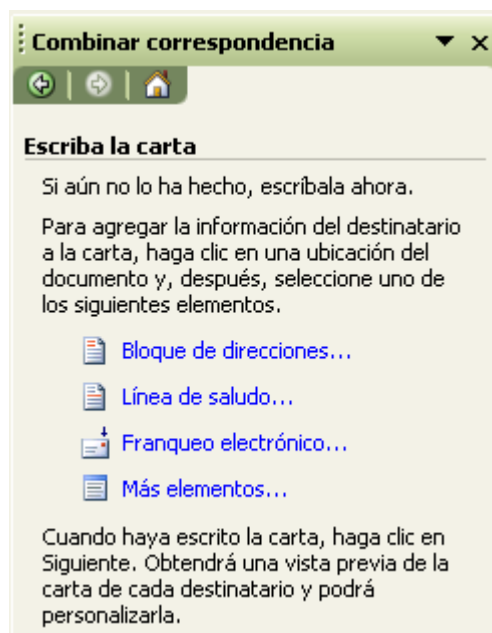 Combinar correspondencia
Escriba la carta
Si aún no lo ha hecho, escríbala ahora.
Para agregar la información del destinatario
a la carta, haga clic en una ubicación del
documento y, después, seleccione uno de
los siguientes elementos.
Bloque de direcciones...
Línea de saludo...
Franqueo electrónico...
Más elementos...
Cuando haya escrito la carta, haga clic en
Siguiente. Obtendrá una vista previa de la
carta de cada destinatario y podrá
personalizarla.